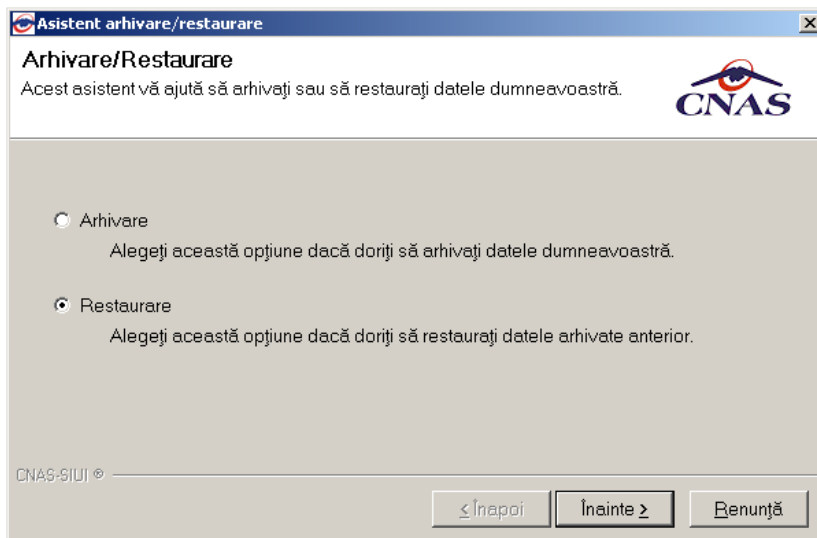 Asistent arhivare/restaurare
Arhivare/Restaurare
Acest asistent vă ajută să arhivaţi sau să restauraţi datele dumneavoastră.
CNAS
Arhivare
Alegeţi această opţiune dacă doriţi să arhivaţi datele dumneavoastră.
Restaurare
Alegeţi această opţiune dacă doriţi să restauraţi datele arhivate anterior.
CNAS-SIUI ®
< Înapoi
Înainte >
Renunţă